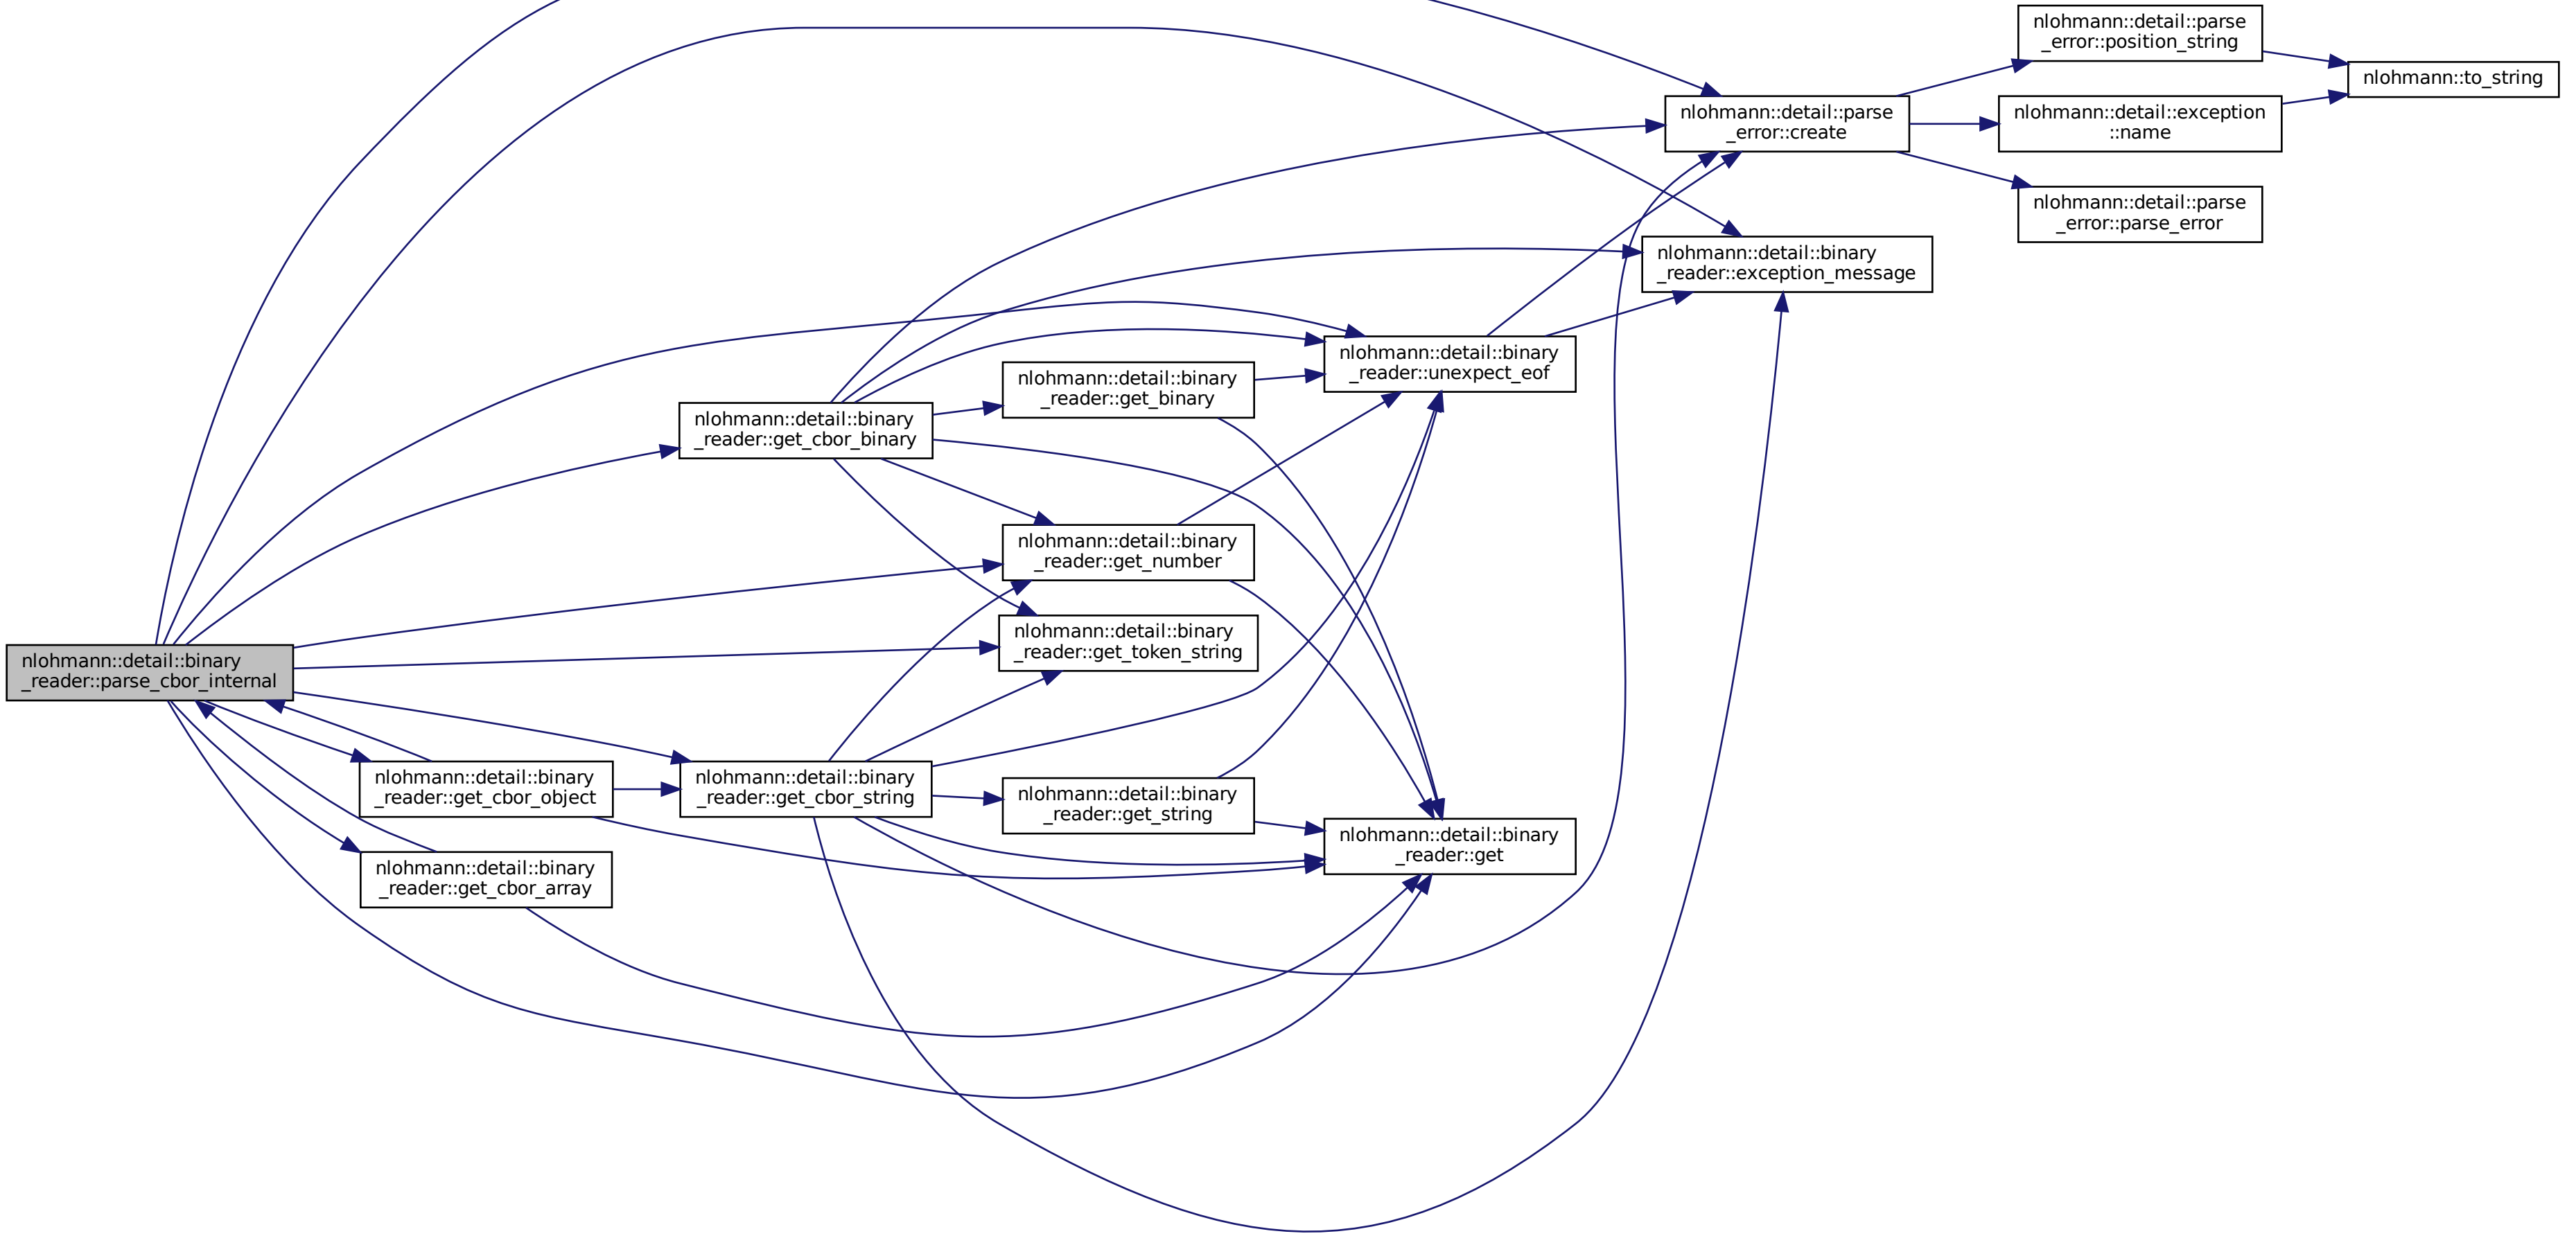 nlohmann::detail::parse
_error::position_string
nlohmann::to_string
nlohmann::detail::parse
_error::create
nlohmann::detail::exception
::name
nlohmann::detail::parse
_error::parse_error
nlohmann::detail::binary
_reader::exception_message
nlohmann::detail::binary
_reader::unexpect_eof
nlohmann::detail::binary
_reader::get_binary
nlohmann::detail::binary
_reader::get_cbor_binary
nlohmann::detail::binary
_reader::get_number
nlohmann::detail::binary
_reader::get_token_string
nlohmann::detail::binary
_reader::parse_cbor_internal
nlohmann::detail::binary
_reader::get_cbor_object
nlohmann::detail::binary
_reader::get_cbor_string
nlohmann::detail::binary
_reader::get_string
nlohmann::detail::binary
_reader::get
nlohmann::detail::binary
_reader::get_cbor_array